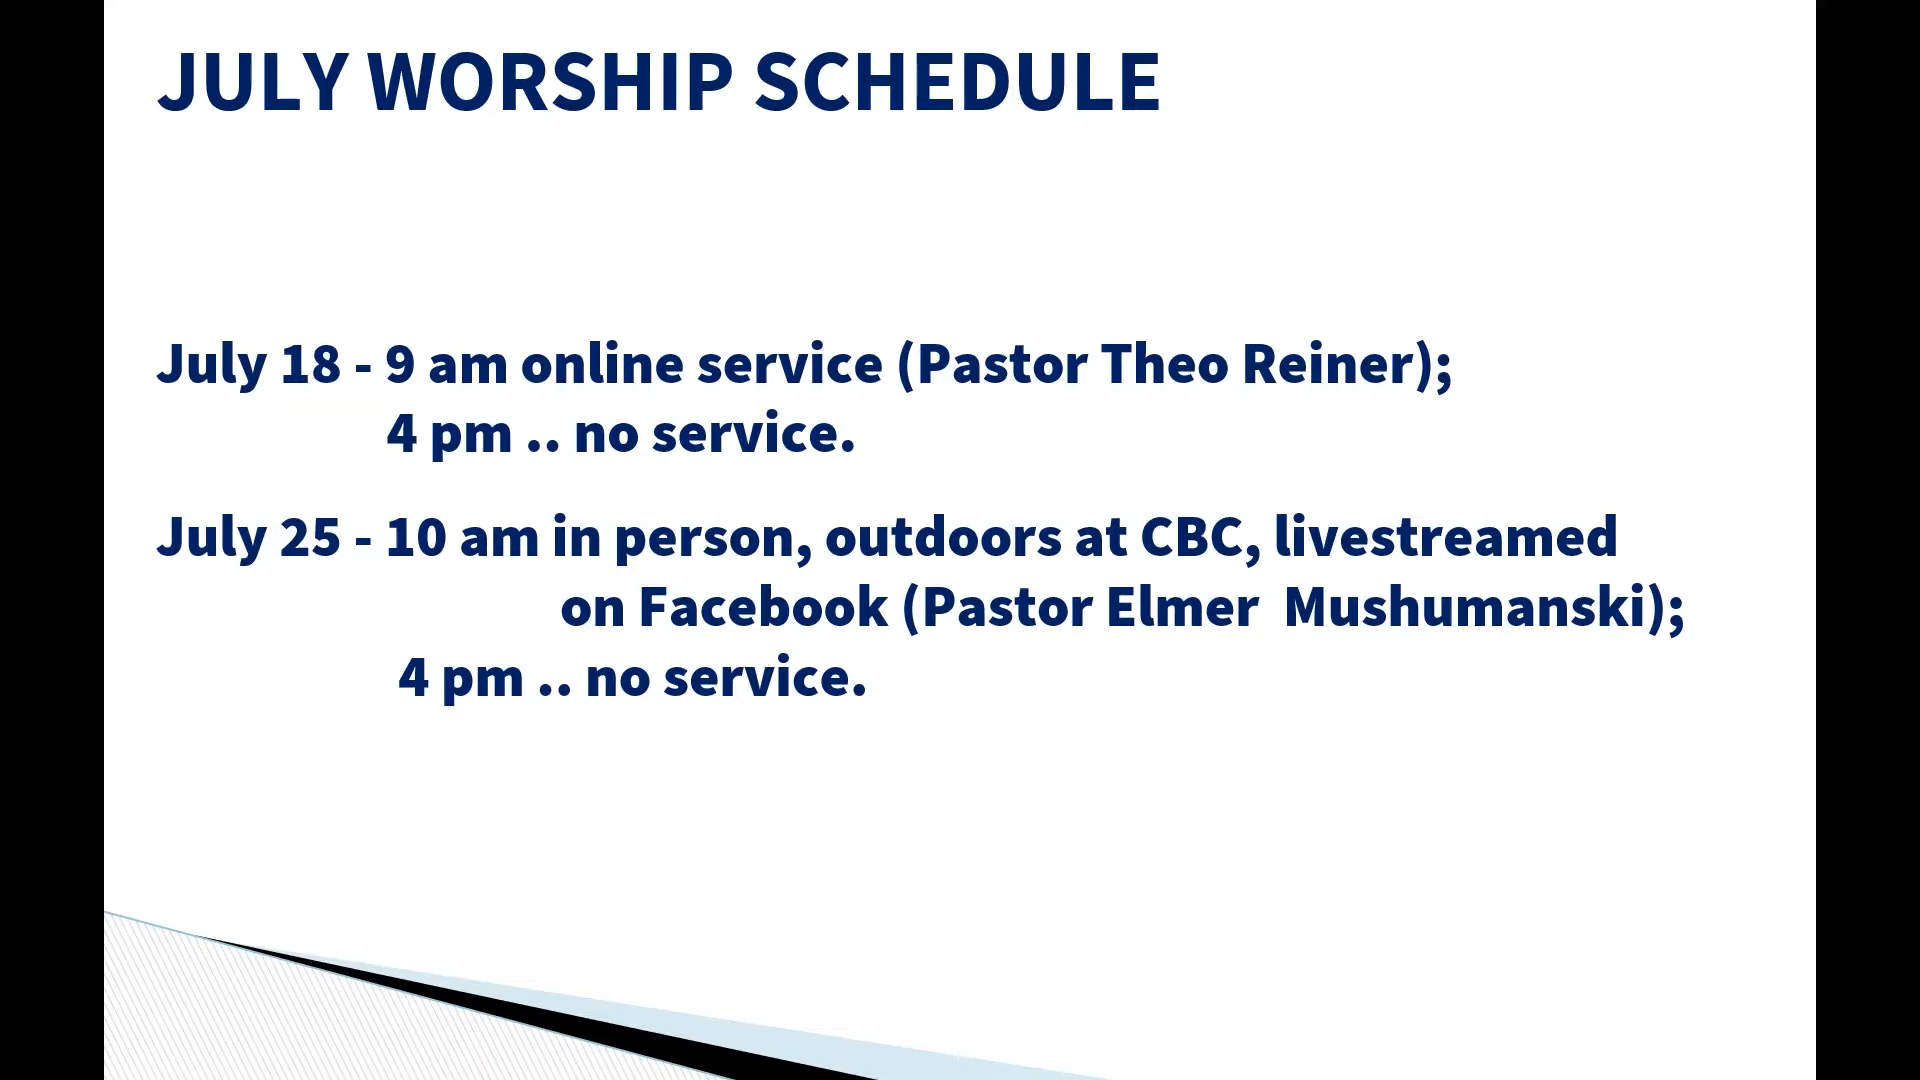 JULY WORSHIP SCHEDULE
July 18 - 9 am online service (Pastor Theo Reiner);
4 pm .. no service.
July 25 - 10 am in person, outdoors at CBC, livestreamed
on Facebook (Pastor Elmer  Mushumanski);
4 pm .. no service.